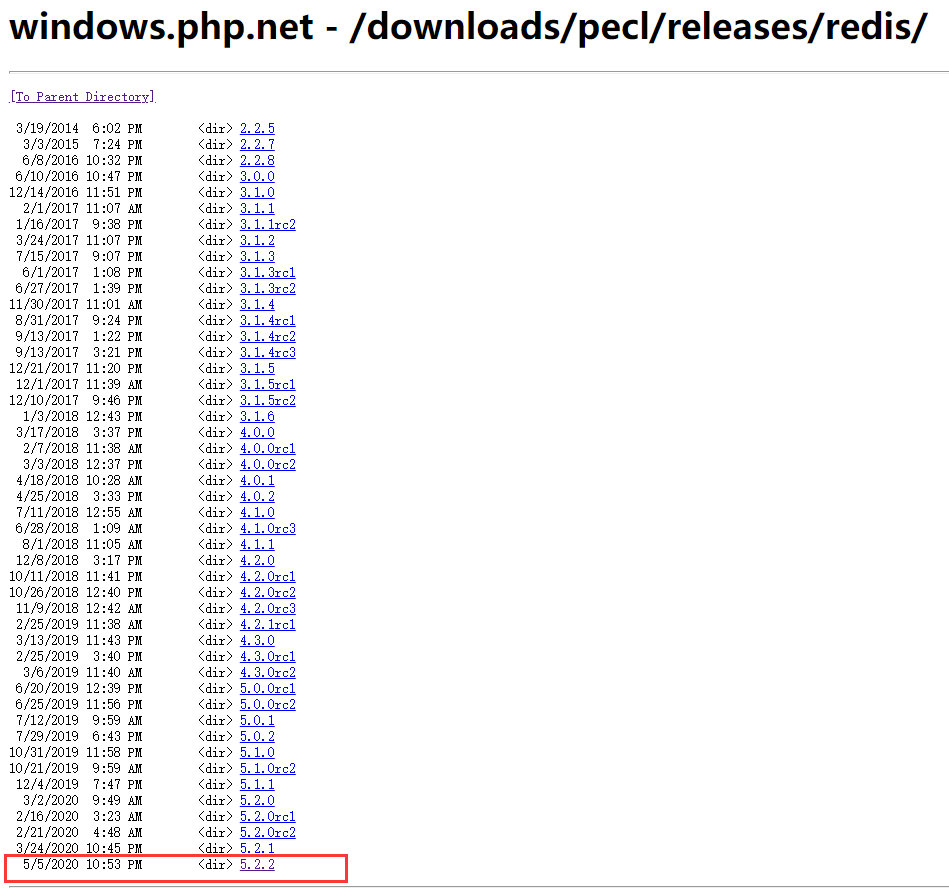 windows.php.net - /downloads/pecl/releases/redis/
[To Parent Directory]
3/19/2014 6:02 PM <dir> 2.2.5
3/3/2015 7:24 PM <dir> 2.2.7
6/8/2016 10:32 PM <dir> 2.2.8
6/10/2016 10:47 PM <dir> 3.0.0
12/14/2016 11:51 PM <dir> 3.1.0
2/1/2017 11:07 AM <dir> 3.1.1
1/16/2017 9:38 PM <dir> 3.1.1rc2
3/24/2017 11:07 PM <dir> 3.1.2
7/15/2017 9:07 PM <dir> 3.1.3
6/1/2017 1:08 PM <dir> 3.1.3rc1
6/27/2017 1:39 PM <dir> 3.1.3rc2
11/30/2017 11:01 AM <dir> 3.1.4
8/31/2017 9:24 PM <dir> 3.1.4rc1
9/13/2017 1:22 PM <dir> 3.1.4rc2
9/13/2017 3:21 PM <dir> 3.1.4rc3
12/21/2017 11:20 PM <dir> 3.1.5
12/1/2017 11:39 AM <dir> 3.1.5rc1
12/10/2017 9:46 PM <dir> 3.1.5rc2
1/3/2018 12:43 PM <dir> 3.1.6
3/17/2018 3:37 PM <dir> 4.0.0
2/7/2018 11:38 AM <dir> 4.0.0rc1
3/3/2018 12:37 PM <dir> 4.0.0rc2
4/18/2018 10:28 AM <dir> 4.0.1
4/25/2018 3:33 PM <dir> 4.0.2
7/11/2018 12:55 AM <dir> 4.1.0
6/28/2018 1:09 AM <dir> 4.1.0rc3
8/1/2018 11:05 AM <dir> 4.1.1
12/8/2018 3:17 PM <dir> 4.2.0
10/11/2018 11:41 PM <dir> 4.2.0rc1
10/26/2018 12:40 PM <dir> 4.2.0rc2
11/9/2018 12:42 AM <dir> 4.2.0rc3
2/25/2019 11:38 AM <dir> 4.2.1rc1
3/13/2019 11:43 PM <dir> 4.3.0
2/25/2019 3:40 PM <dir> 4.3.0rc1
3/6/2019 11:40 AM <dir> 4.3.0rc2
6/20/2019 12:39 PM <dir> 5.0.0rc1
6/25/2019 11:56 PM <dir> 5.0.0rc2
7/12/2019 9:59 AM <dir> 5.0.1
7/29/2019 6:43 PM <dir> 5.0.2
10/31/2019 11:58 PM <dir> 5.1.0
10/21/2019 9:59 AM <dir> 5.1.0rc2
12/4/2019 7:47 PM <dir> 5.1.1
3/2/2020 9:49 AM <dir> 5.2.0
2/16/2020 3:23 AM <dir> 5.2.0rc1
2/21/2020 4:48 AM <dir> 5.2.0rc2
3/24/2020 10:45 PM <dir> 5.2.1
5/5/2020 10:53 PM <dir> 5.2.2